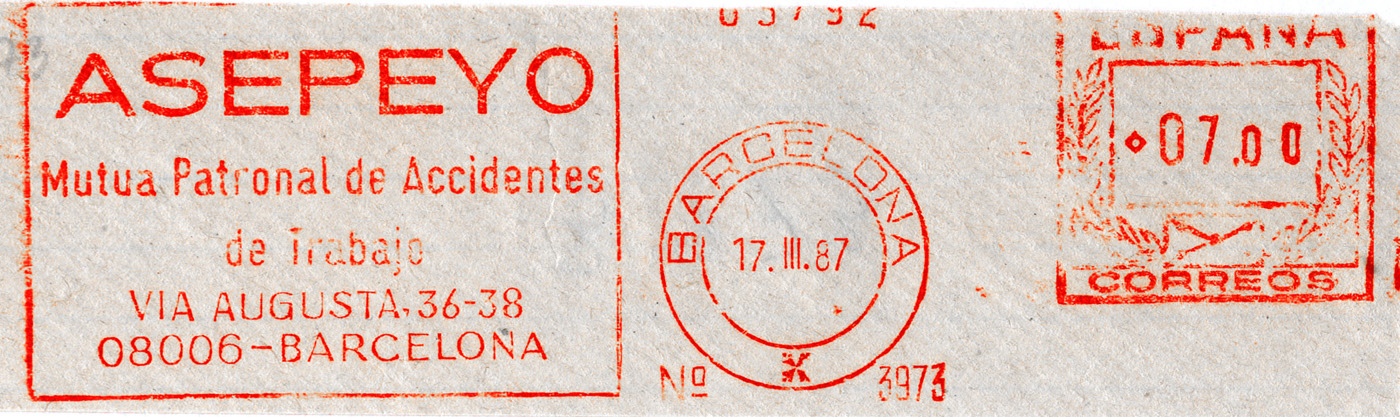 ASEPEYO
Mutua Patronal de Accidentes
de Trabajo
VIA AUGUSTA, 36-38
08006-BARCELONA
BARCELONA
17. III. 87
Nº 3973
ESPAÑA
07.00
CORREOS